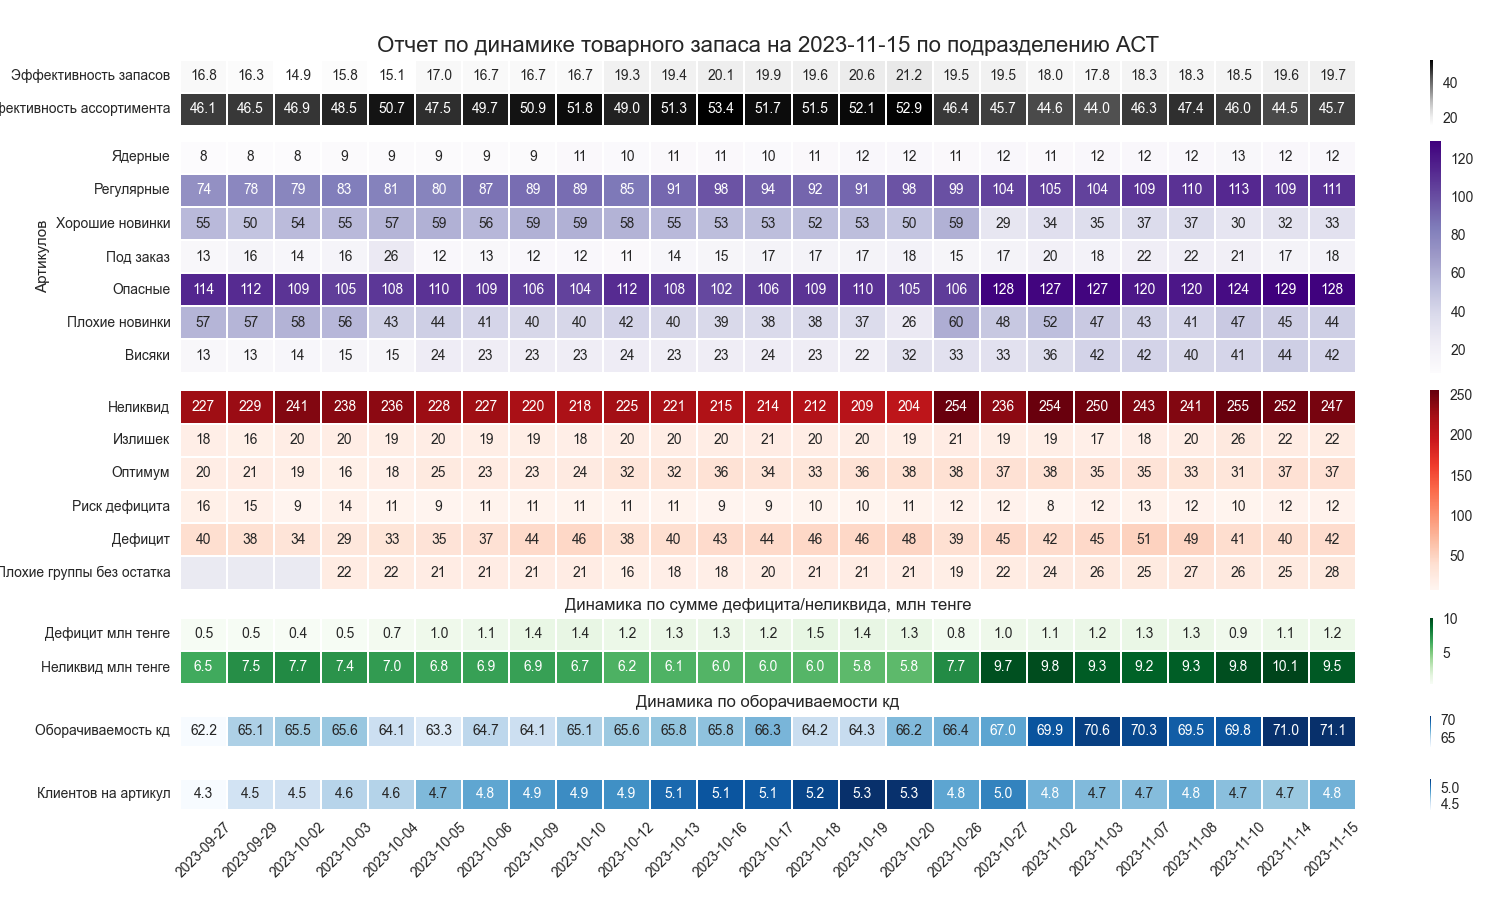 Отчет по динамике товарного запаса на 2023-11-15 по подразделению АСТ
Эффективность запасов 16.8 16.3 14.9 15.8 15.1 17.0 16.7 16.7 16.7 19.3 19.4 20.1 19.9 19.6 20.6 21.2 19.5 19.5 18.0 17.8 18.3 18.3 18.5 19.6 19.7
фективность ассортимента 46.1 46.5 46.9 48.5 50.7 47.5 49.7 50.9 51.8 49.0 51.3 53.4 51.7 51.5 52.1 52.9 46.4 45.7 44.6 44.0 46.3 47.4 46.0 44.5 45.7
40
20
Артикулов
Ядерные 8 8 8 9 9 9 9 9 11 10 11 11 10 11 12 12 11 12 11 12 12 12 13 12 12
Регулярные 74 78 79 83 81 80 87 89 89 85 91 98 94 92 91 98 99 104 105 104 109 110 113 109 111
Хорошие новинки 55 50 54 55 57 59 56 59 59 58 55 53 53 52 53 50 59 29 34 35 37 37 30 32 33
Под заказ 13 16 14 16 26 12 13 12 12 11 14 15 17 17 17 18 15 17 20 18 22 22 21 17 18
Опасные 114 112 109 105 108 110 109 106 104 112 108 102 106 109 110 105 106 128 127 127 120 120 124 129 128
Плохие новинки 57 57 58 56 43 44 41 40 40 42 40 39 38 38 37 26 60 48 52 47 43 41 47 45 44
Висяки 13 13 14 15 15 24 23 23 23 24 23 23 24 23 22 32 33 33 36 42 42 40 41 44 42
120
100
80
60
40
20
Неликвид 227 229 241 238 236 228 227 220 218 225 221 215 214 212 209 204 254 236 254 250 243 241 255 252 247
Излишек 18 16 20 20 19 20 19 19 18 20 20 20 21 20 20 19 21 19 19 17 18 20 26 22 22
Оптимум 20 21 19 16 18 25 23 23 24 32 32 36 34 33 36 38 38 37 38 35 35 33 31 37 37
Риск дефицита 16 15 9 14 11 9 11 11 11 11 11 9 9 10 10 11 12 12 8 12 13 12 10 12 12
Дефицит 40 38 34 29 33 35 37 44 46 38 40 43 44 46 46 48 39 45 42 45 51 49 41 40 42
Плохие группы без остатка 22 22 21 21 21 21 16 18 18 20 21 21 21 19 22 24 26 25 27 26 25 28
250
200
150
100
50
Динамика по сумме дефицита/неликвида, млн тенге
Дефицит млн тенге 0.5 0.5 0.4 0.5 0.7 1.0 1.1 1.4 1.4 1.2 1.3 1.3 1.2 1.5 1.4 1.3 0.8 1.0 1.1 1.2 1.3 1.3 0.9 1.1 1.2
Неликвид млн тенге 6.5 7.5 7.7 7.4 7.0 6.8 6.9 6.9 6.7 6.2 6.1 6.0 6.0 6.0 5.8 5.8 7.7 9.7 9.8 9.3 9.2 9.3 9.8 10.1 9.5
10
5
Динамика по оборачиваемости кд
Оборачиваемость кд 62.2 65.1 65.5 65.6 64.1 63.3 64.7 64.1 65.1 65.6 65.8 65.8 66.3 64.2 64.3 66.2 66.4 67.0 69.9 70.6 70.3 69.5 69.8 71.0 71.1
70
65
Клиентов на артикул 4.3 4.5 4.5 4.6 4.6 4.7 4.8 4.9 4.9 4.9 5.1 5.1 5.1 5.2 5.3 5.3 4.8 5.0 4.8 4.7 4.7 4.8 4.7 4.7 4.8
5.0
4.5
2023-09-27 2023-09-29 2023-10-02 2023-10-03 2023-10-04 2023-10-05 2023-10-06 2023-10-09 2023-10-10 2023-10-12 2023-10-13 2023-10-16 2023-10-17 2023-10-18 2023-10-19 2023-10-20 2023-10-26 2023-10-27 2023-11-02 2023-11-03 2023-11-07 2023-11-08 2023-11-10 2023-11-14 2023-11-15